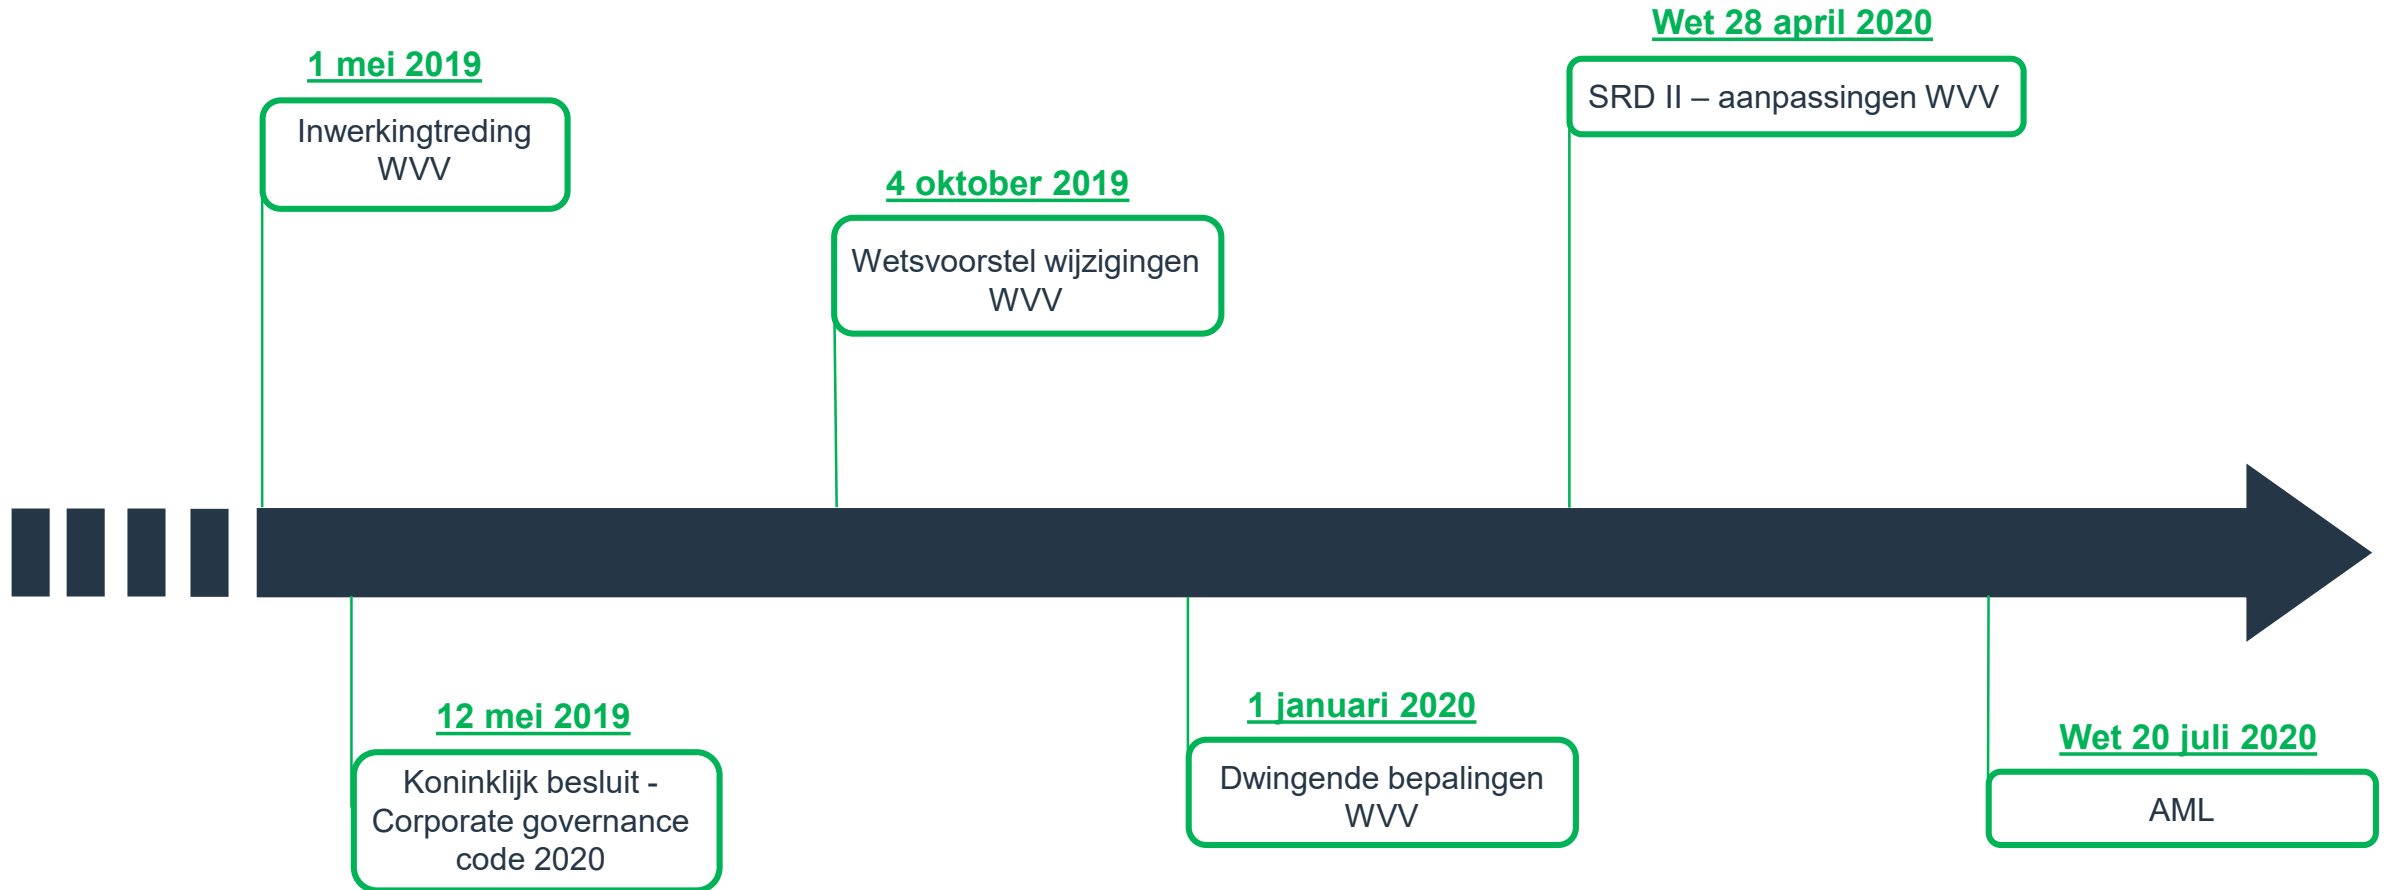 Wet 28 april 2020
SRD II – aanpassingen WVV
1 mei 2019
Inwerkingtreding
WVV
4 oktober 2019
Wetsvoorstel wijzigingen
WVV
12 mei 2019
Koninklijk besluit -
Corporate governance
code 2020
1 januari 2020
Dwingende bepalingen
WVV
Wet 20 juli 2020
AML